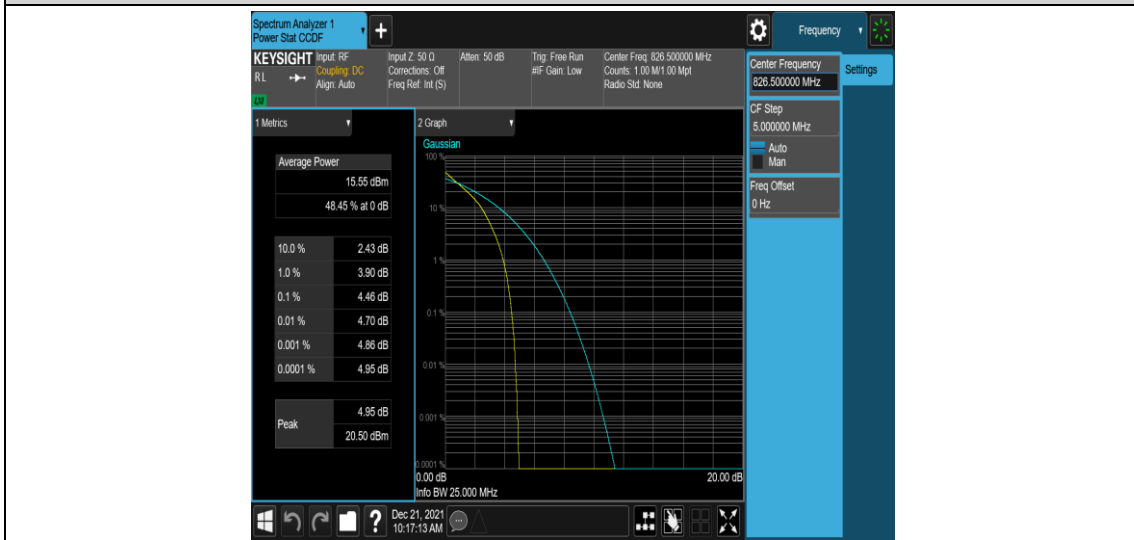 Spectrum Analyzer 1
Power Stat CCDF
+
Frequency
KEYSIGHT
RL
LXI
Input: RF
Coupling: DC
Align: Auto
Input Z: 50 Ω
Corrections: Off
Freq Ref: Int (S)
Atten: 50 dB
Trig: Free Run
#IF Gain: Low
Center Freq: 826.500000 MHz
Counts: 1.00 M/1.00 Mpt
Radio Std: None
Center Frequency
826.500000 MHz
Settings
CF Step
5.000000 MHz
Auto
Man
Freq Offset
0 Hz
1 Metrics
Average Power
15.55 dBm
48.45 % at 0 dB
10.0 % 2.43 dB
1.0 % 3.90 dB
0.1 % 4.46 dB
0.01 % 4.70 dB
0.001 % 4.86 dB
0.0001 % 4.95 dB
Peak
4.95 dB
20.50 dBm
2 Graph
Gaussian
100 %
10 %
1 %
0.1 %
0.01 %
0.001 %
0.0001 %
0.00 dB 20.00 dB
Info BW 25.000 MHz
?
Dec 21, 2021
10:17:13 AM